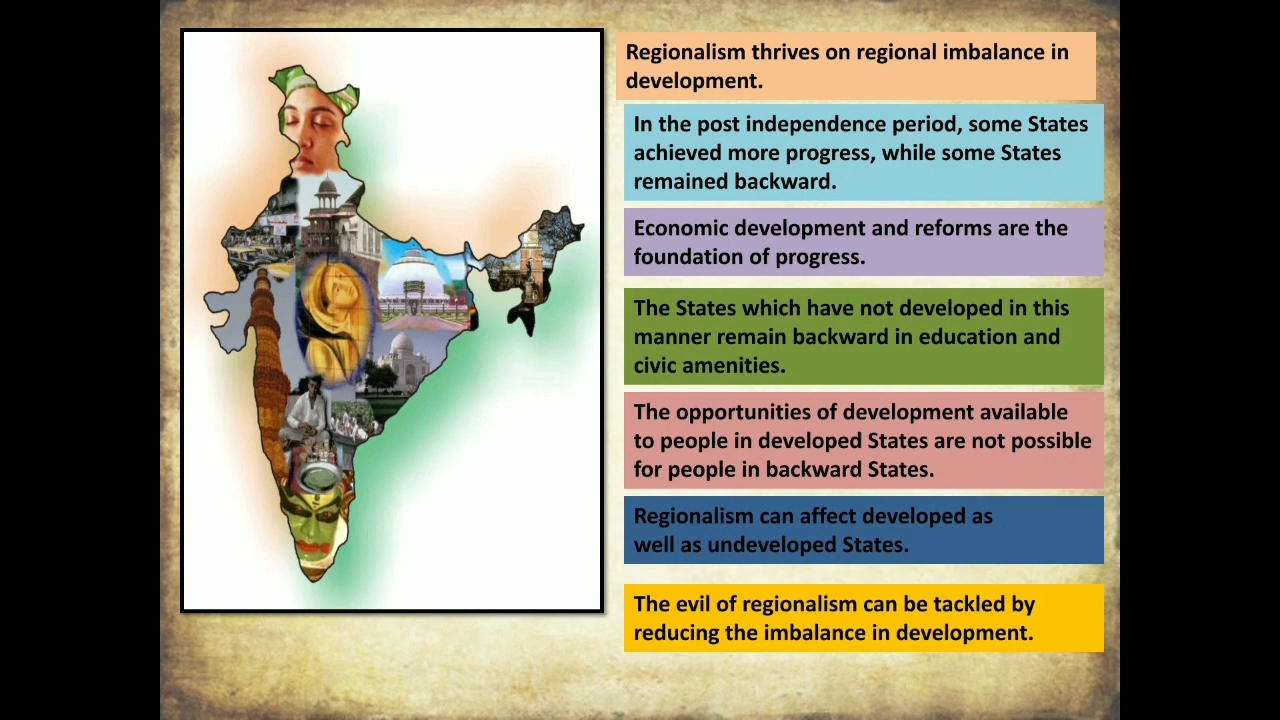 Regionalism thrives on regional imbalance in
development.
In the post independence period, some States
achieved more progress, while some States
remained backward.
Economic development and reforms are the
foundation of progress.
The States which have not developed in this
manner remain backward in education and
civic amenities.
The opportunities of development available
to people in developed States are not possible
for people in backward States.
Regionalism can affect developed as
well as undeveloped States.
The evil of regionalism can be tackled by
reducing the imbalance in development.